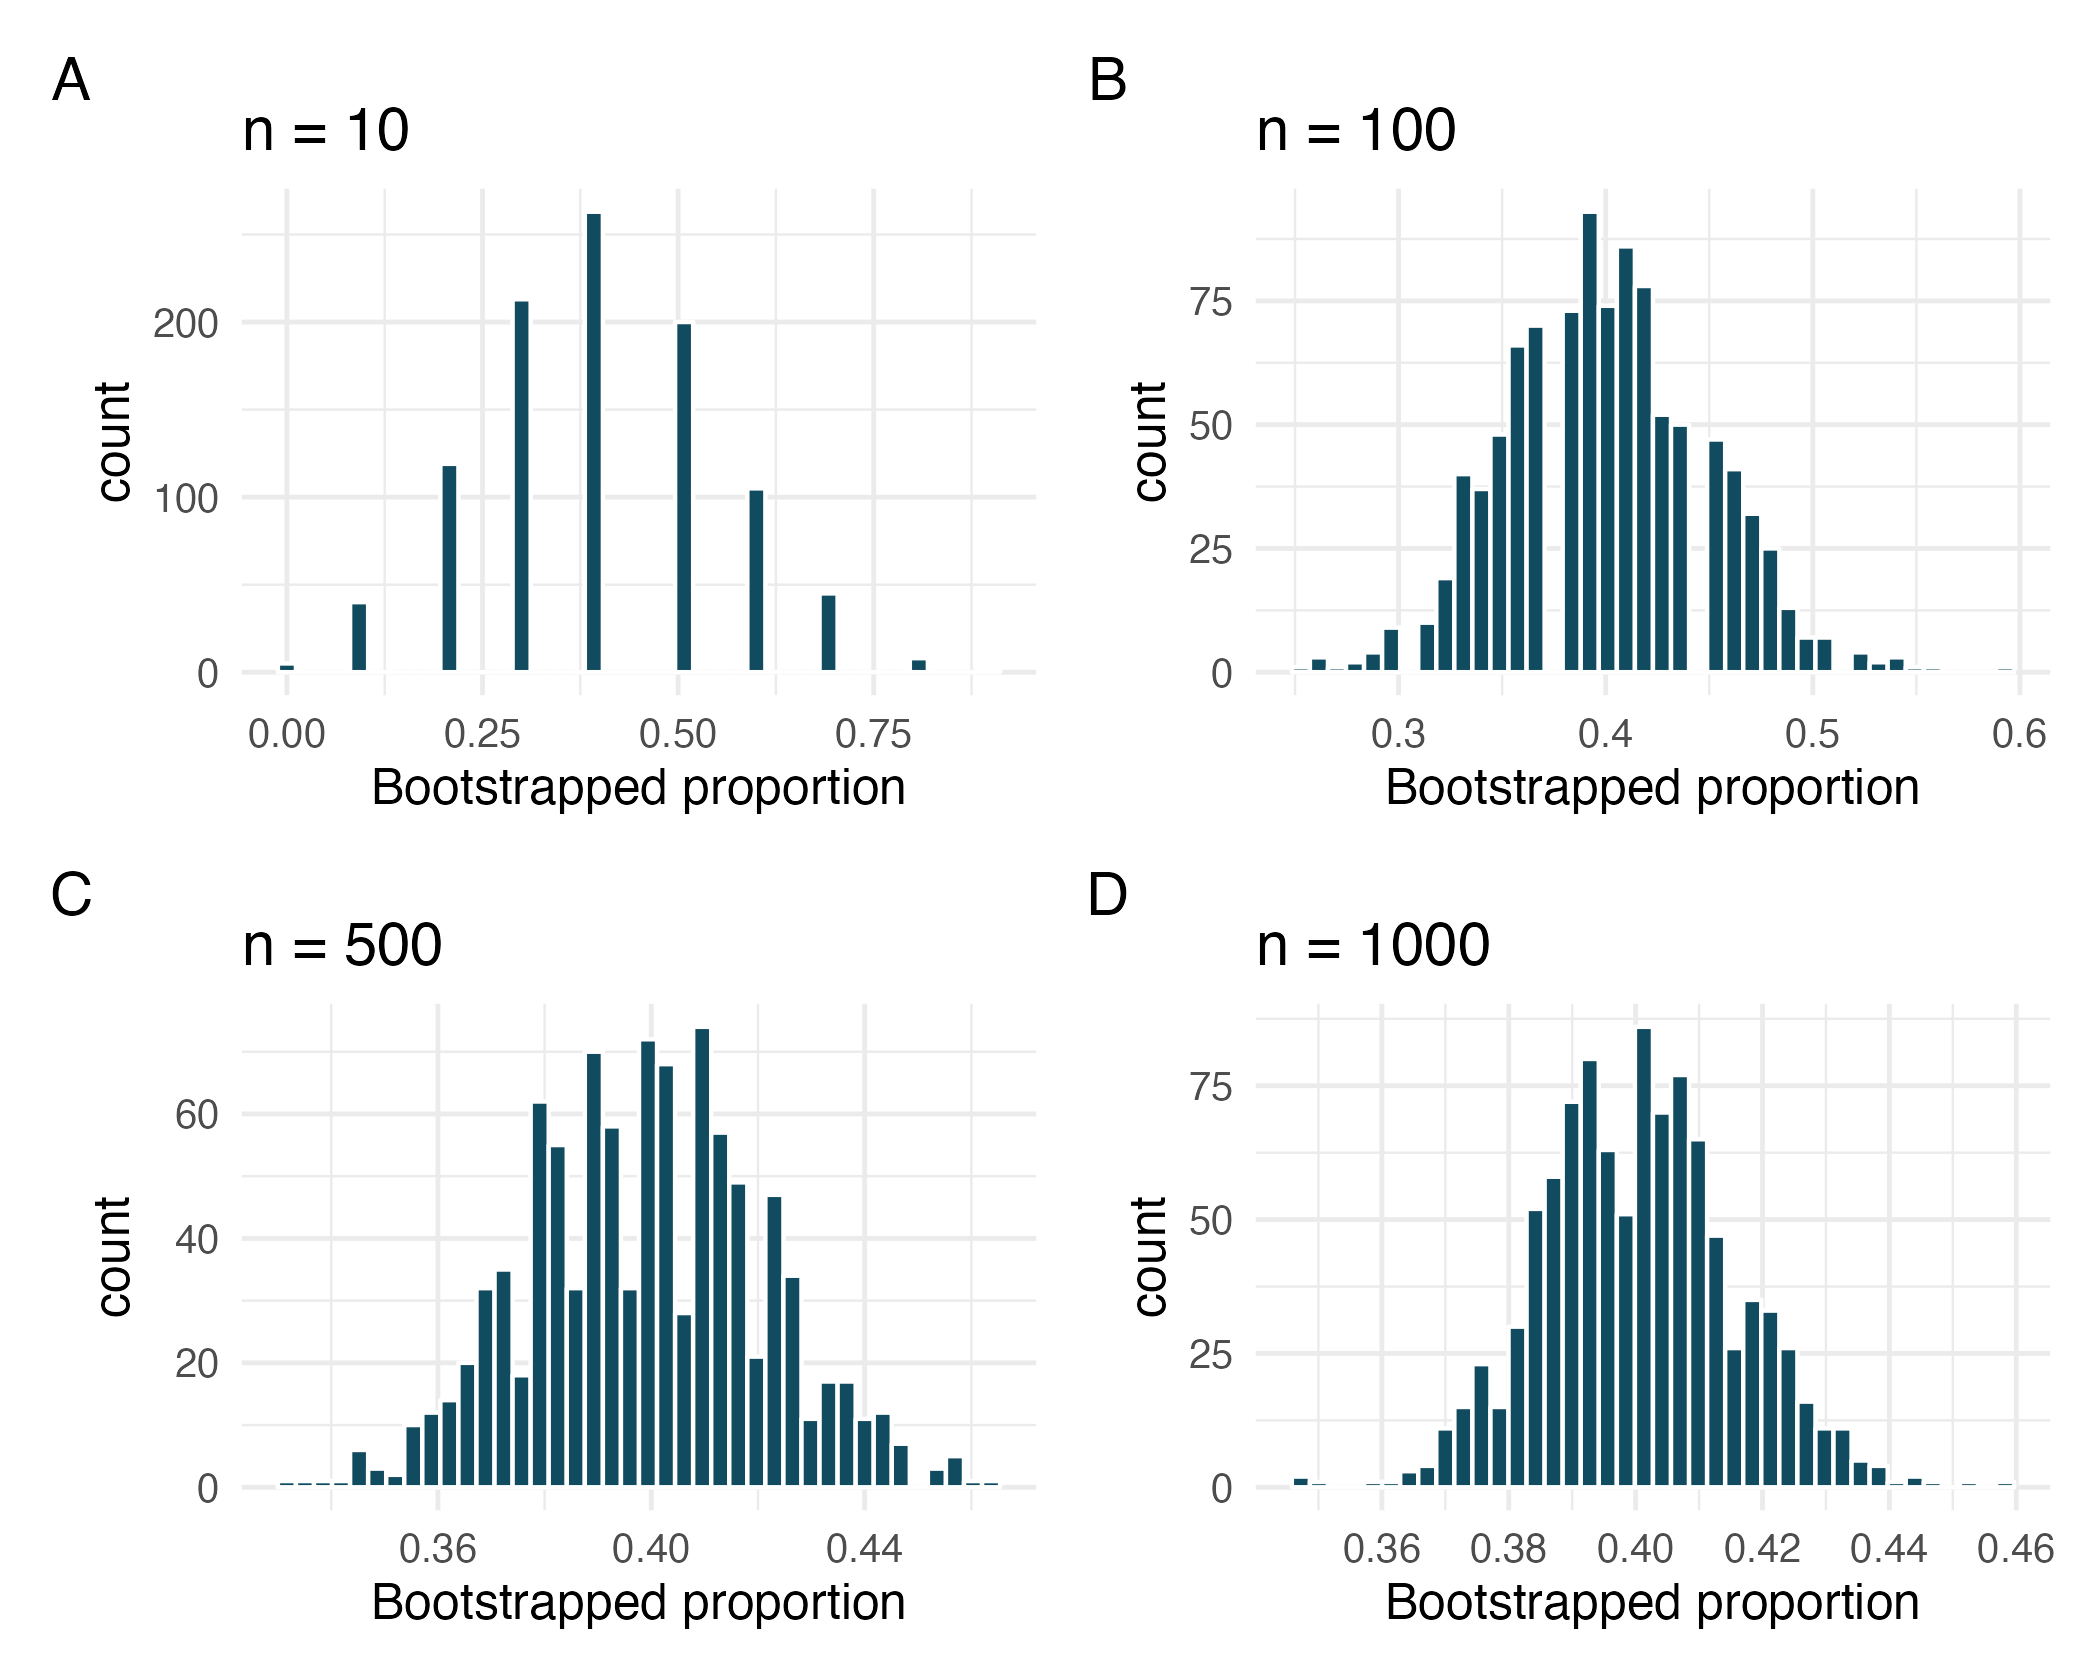 A
n = 10
count
200
100
0
0.00 0.25 0.50 0.75
Bootstrapped proportion
B
n = 100
count
75
50
25
0
0.3 0.4 0.5 0.6
Bootstrapped proportion
C
n = 500
count
60
40
20
0
0.36 0.40 0.44
Bootstrapped proportion
D
n = 1000
count
75
50
25
0
0.36 0.38 0.40 0.42 0.44 0.46
Bootstrapped proportion